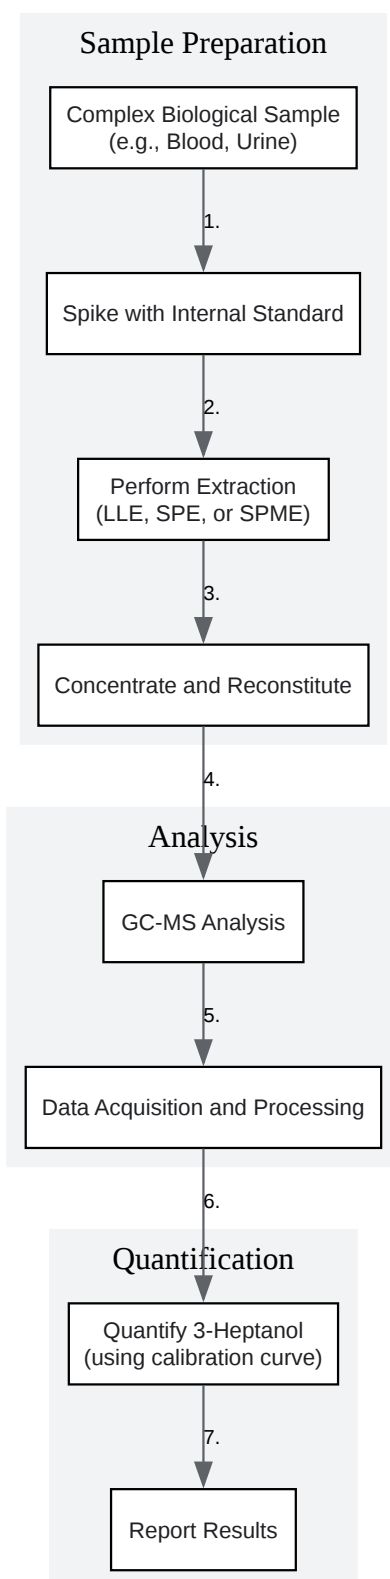 Sample Preparation
Complex Biological Sample
(e.g., Blood, Urine)
1.
Spike with Internal Standard
2.
Perform Extraction
(LLE, SPE, or SPME)
3.
Concentrate and Reconstitute
4.
Analysis
GC-MS Analysis
5.
Data Acquisition and Processing
6.
Quantification
Quantify 3-Heptanol
(using calibration curve)
7.
Report Results